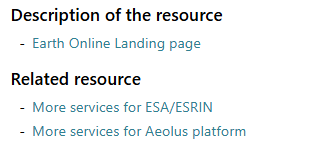 Description of the resource
- Earth Online Landing page
Related resource
- More services for ESA/ESRIN
- More services for Aeolus platform